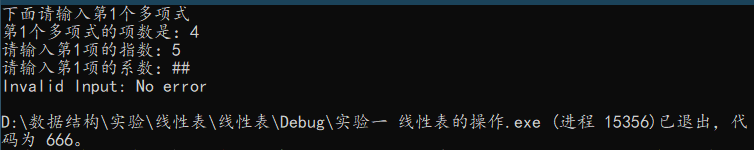 下面请输入第1个多项式
第1个多项式的项数是: 4
请输入第1项的指数: 5
请输入第1项的系数: ##
Invalid Input: No error
D:\数据结构\实验\线性表\线性表\Debug\实验一 线性表的操作.exe (进程 15356)已退出，代
码为 666。